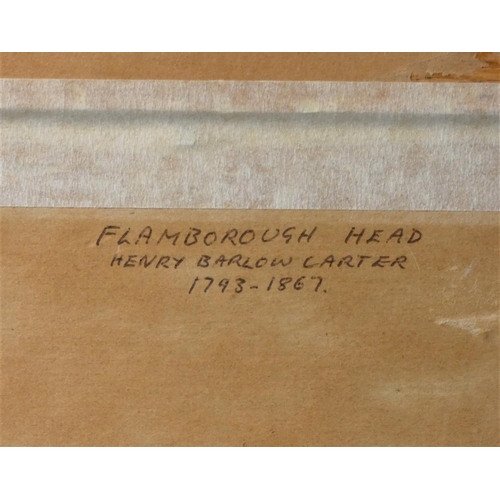 FLAMBOROUGH HEAD
HENRY BARLOW CARTER
1793-1867.